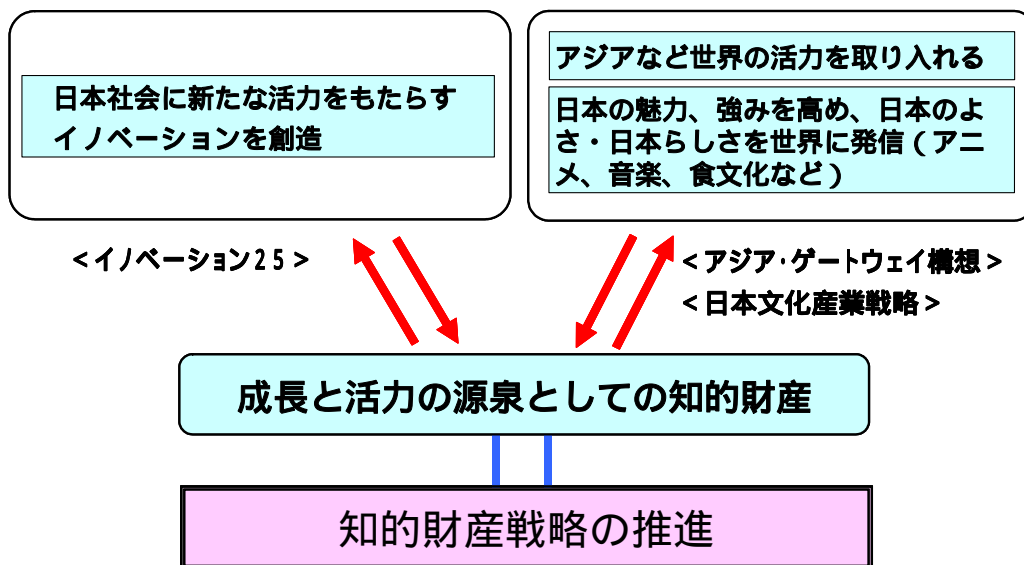 日本社会に新たな活力をもたらす
イノベーションを創造
アジアなど世界の活力を取り入れる
日本の魅力、強みを高め、日本のよ
さ・日本らしさを世界に発信（アニ
メ、音楽、食文化など）
＜イノベーション２５＞
＜アジア・ゲートウェイ構想＞
＜日本文化産業戦略＞
成長と活力の源泉としての知的財産
知的財産戦略の推進